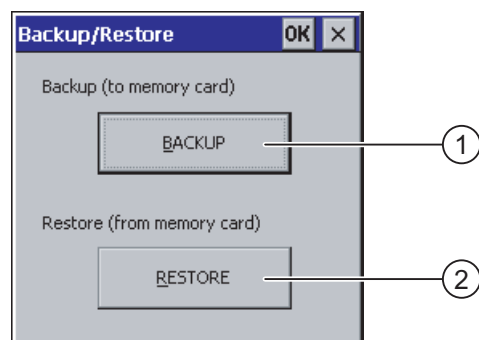 Backup/Restore OK ×
Backup (to memory card)
BACKUP 1
Restore (from memory card)
RESTORE 2